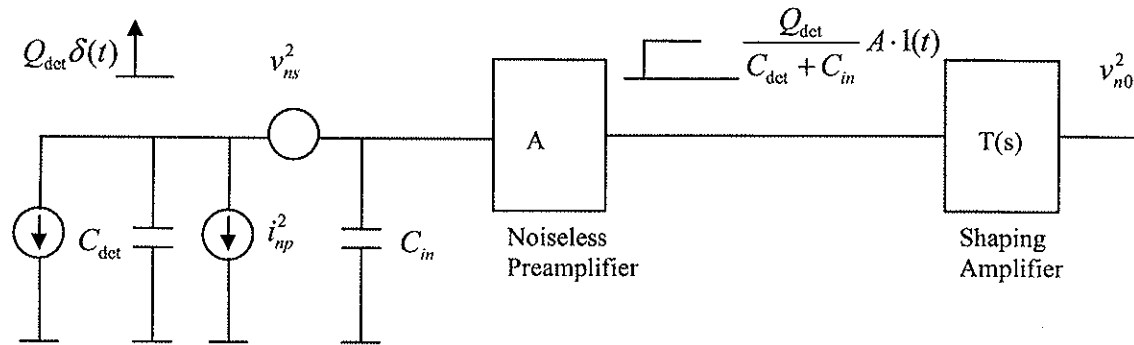 Q_det δ(t)
v_ns^2
Q_det / (C_det + C_in) A · 1(t)
v_n0^2
A
T(s)
C_det
i_np^2
C_in
Noiseless
Preamplifier
Shaping
Amplifier